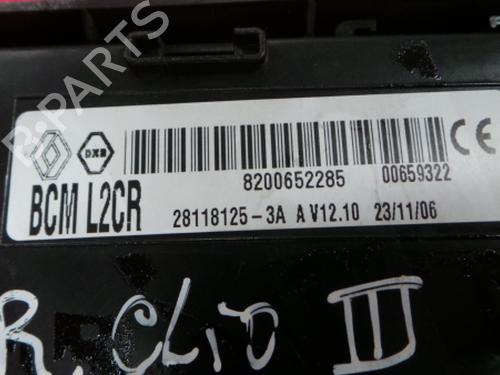 B-PARTS
DXB
8200652285 00659322
BCM L2CR
28118125-3A A V12.10 23/11/06
CE
R. CLIO III